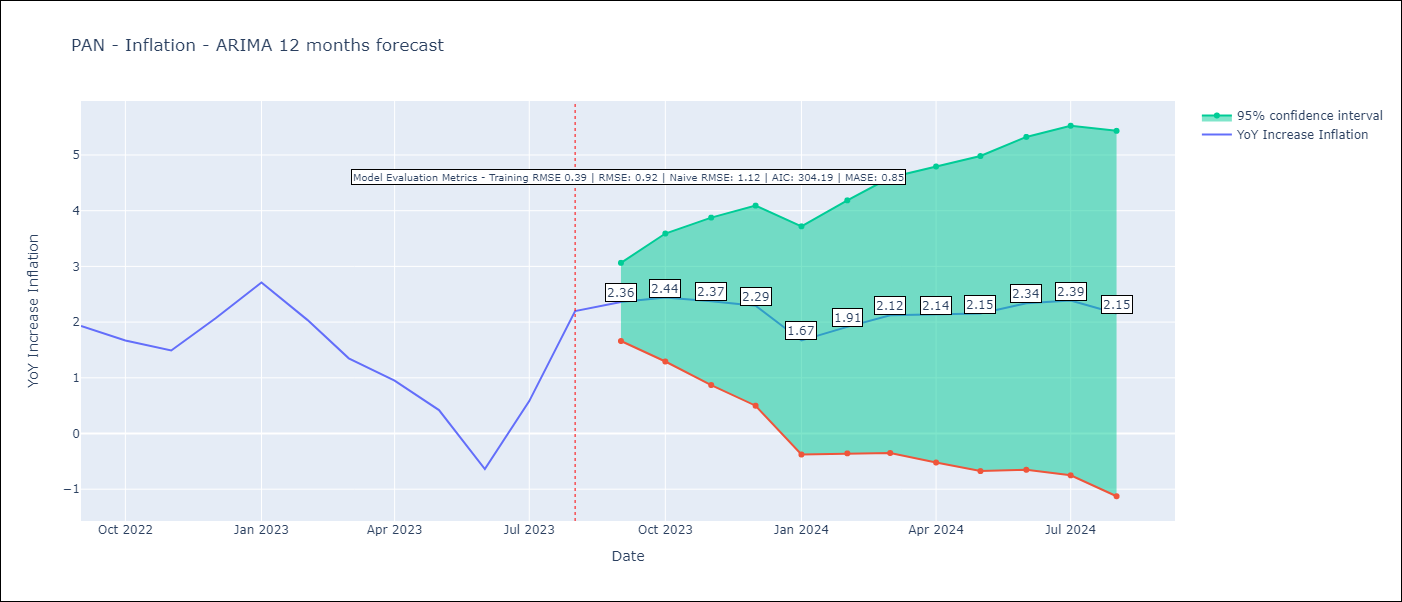 PAN - Inflation - ARIMA 12 months forecast
95% confidence interval
YoY Increase Inflation
Model Evaluation Metrics - Training RMSE 0.39 | RMSE: 0.92 | Naive RMSE: 1.12 | AIC: 304.19 | MASE: 0.85
YoY Increase Inflation
5
4
3
2
1
0
−1
2.36
2.44
2.37
2.29
1.67
1.91
2.12
2.14
2.15
2.34
2.39
2.15
Oct 2022
Jan 2023
Apr 2023
Jul 2023
Oct 2023
Jan 2024
Apr 2024
Jul 2024
Date